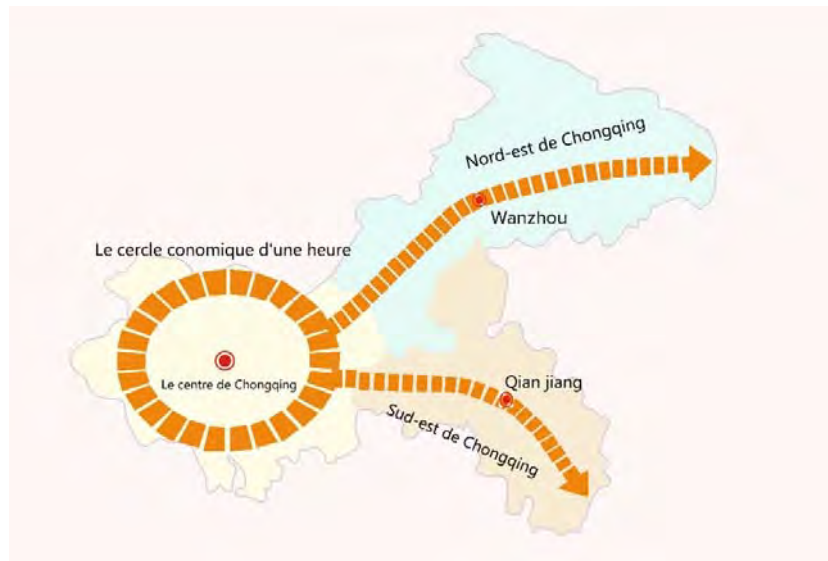 Nord-est de Chongqing
Wanzhou
Le cercle conomique d'une heure
Le centre de Chongqing
Qian jiang
Sud-est de Chongqing